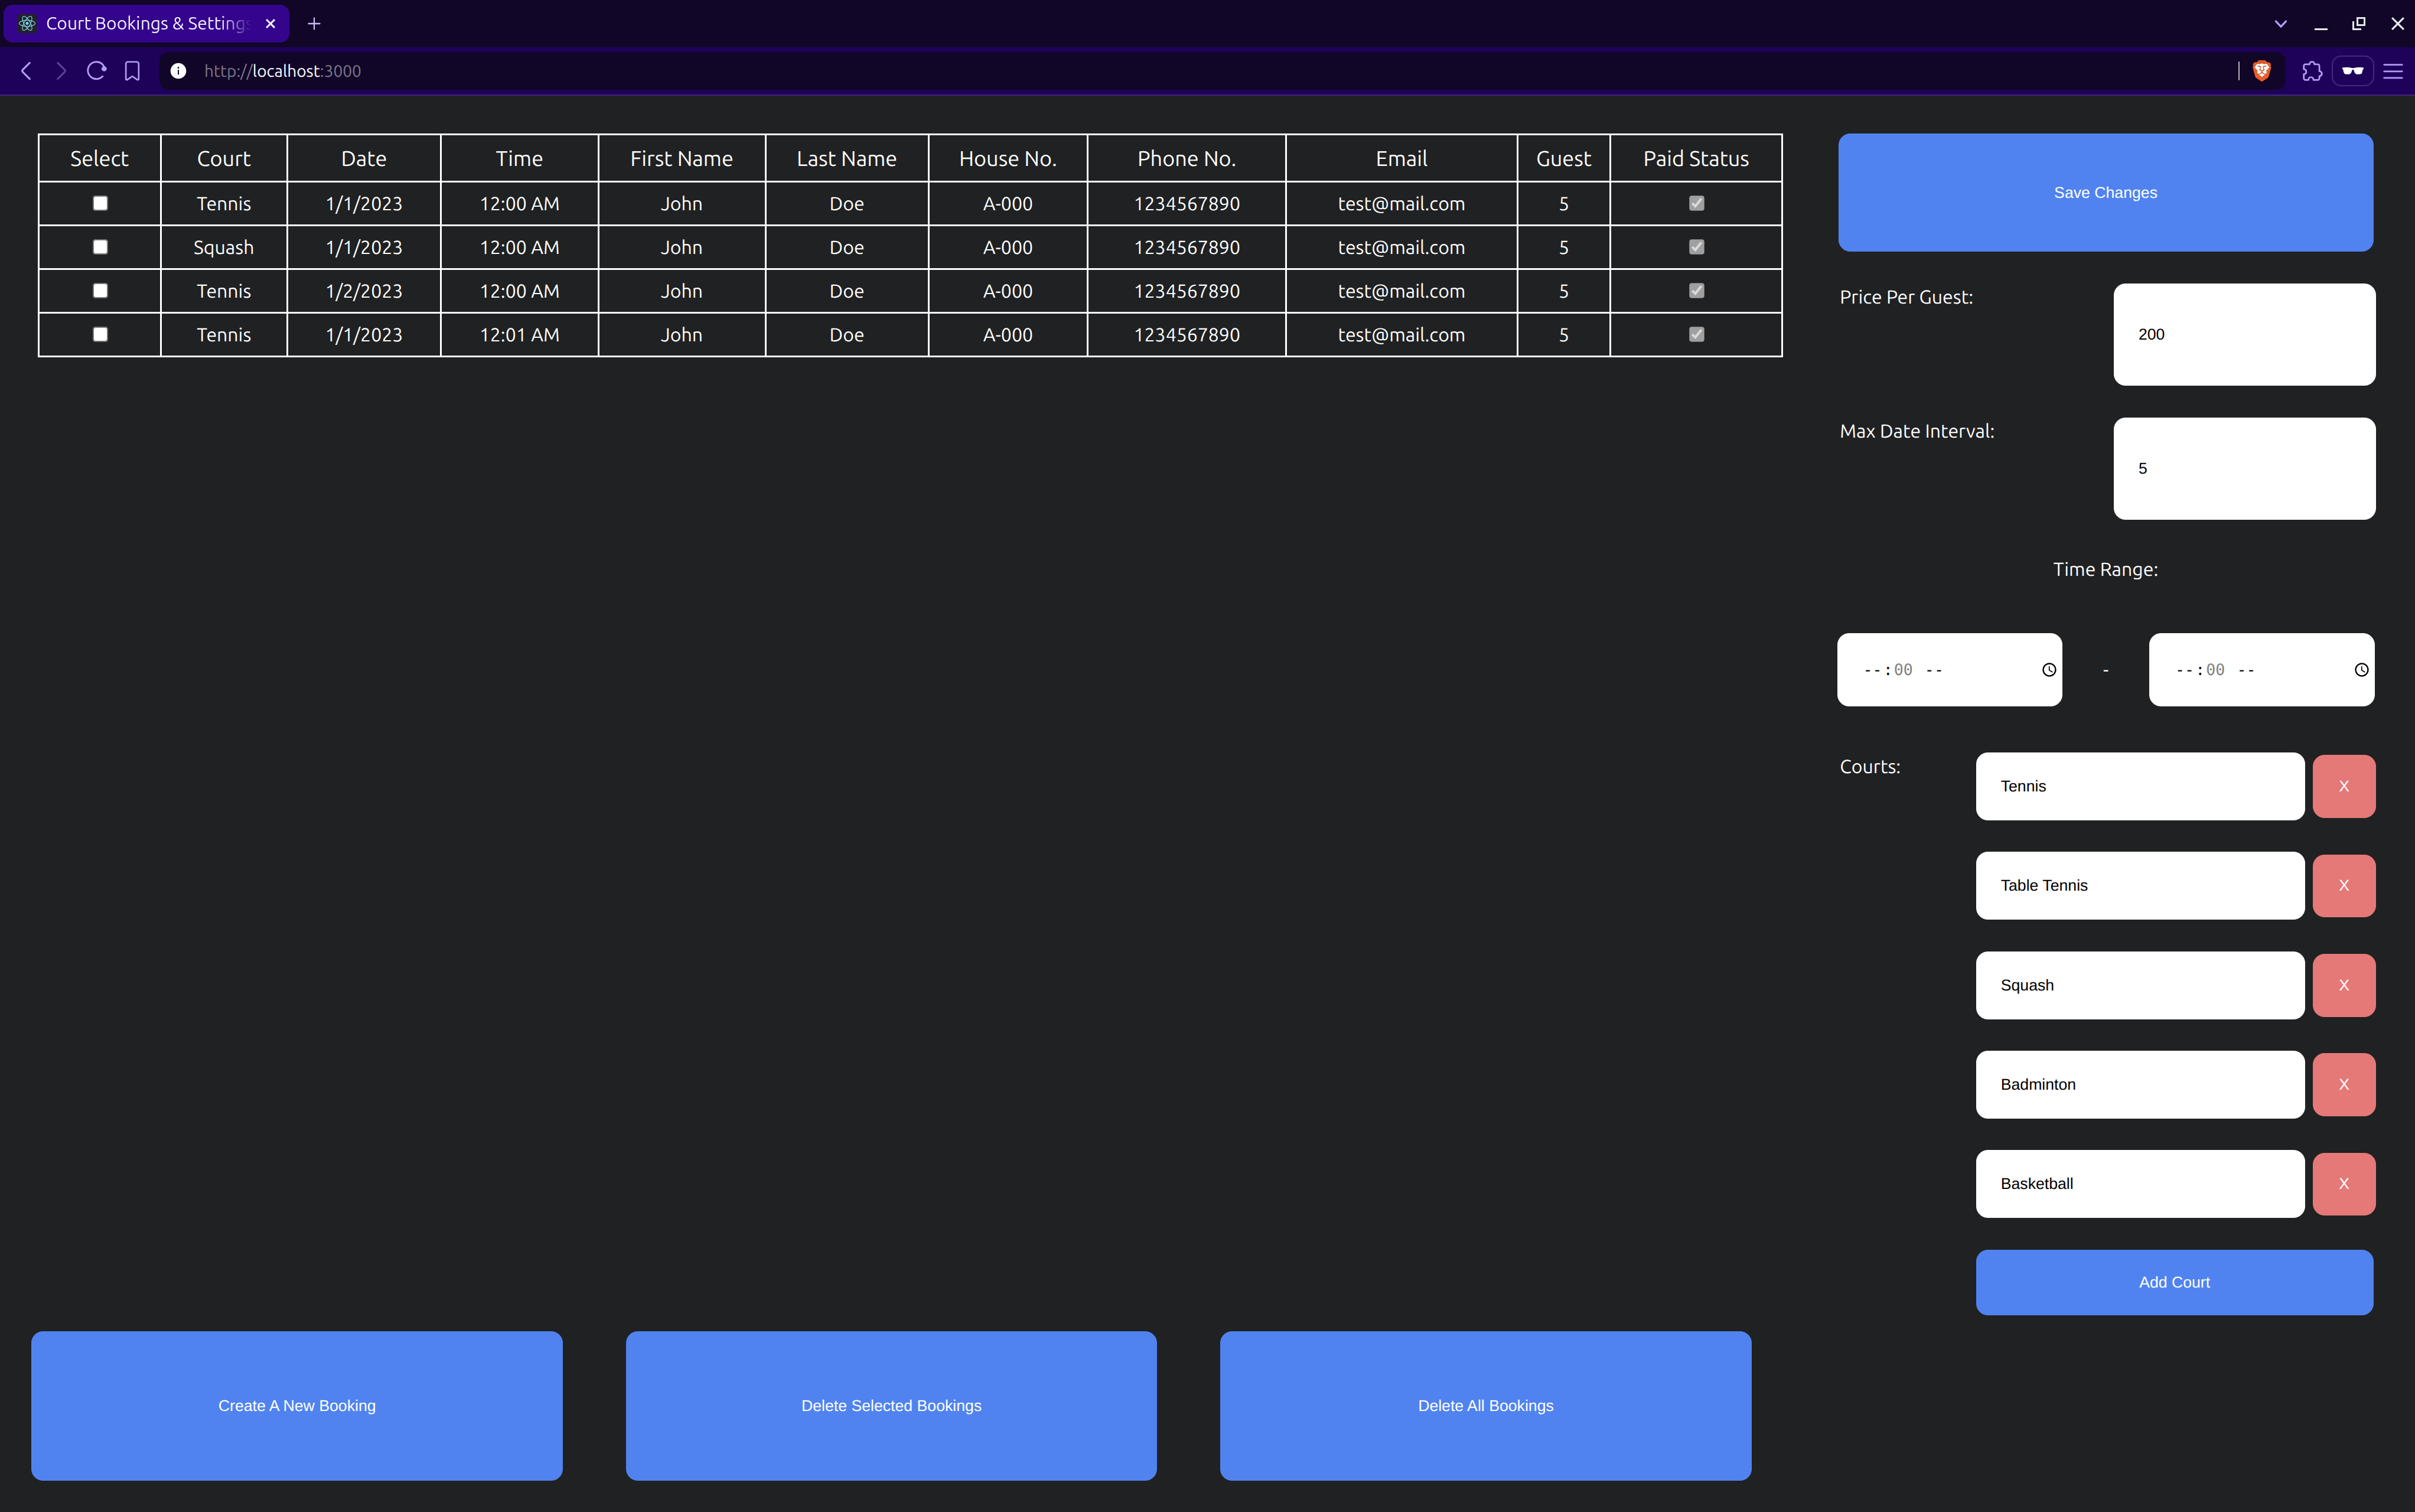 Court Bookings & Settings
http://localhost:3000
Select Court Date Time First Name Last Name House No. Phone No. Email Guest Paid Status
Tennis 1/1/2023 12:00 AM John Doe A-000 1234567890 test@mail.com 5
Squash 1/1/2023 12:00 AM John Doe A-000 1234567890 test@mail.com 5
Tennis 1/2/2023 12:00 AM John Doe A-000 1234567890 test@mail.com 5
Tennis 1/1/2023 12:01 AM John Doe A-000 1234567890 test@mail.com 5
Create A New Booking
Delete Selected Bookings
Delete All Bookings
Save Changes
Price Per Guest:
200
Max Date Interval:
5
Time Range:
--:00 -- - --:00 --
Courts:
Tennis X
Table Tennis X
Squash X
Badminton X
Basketball X
Add Court